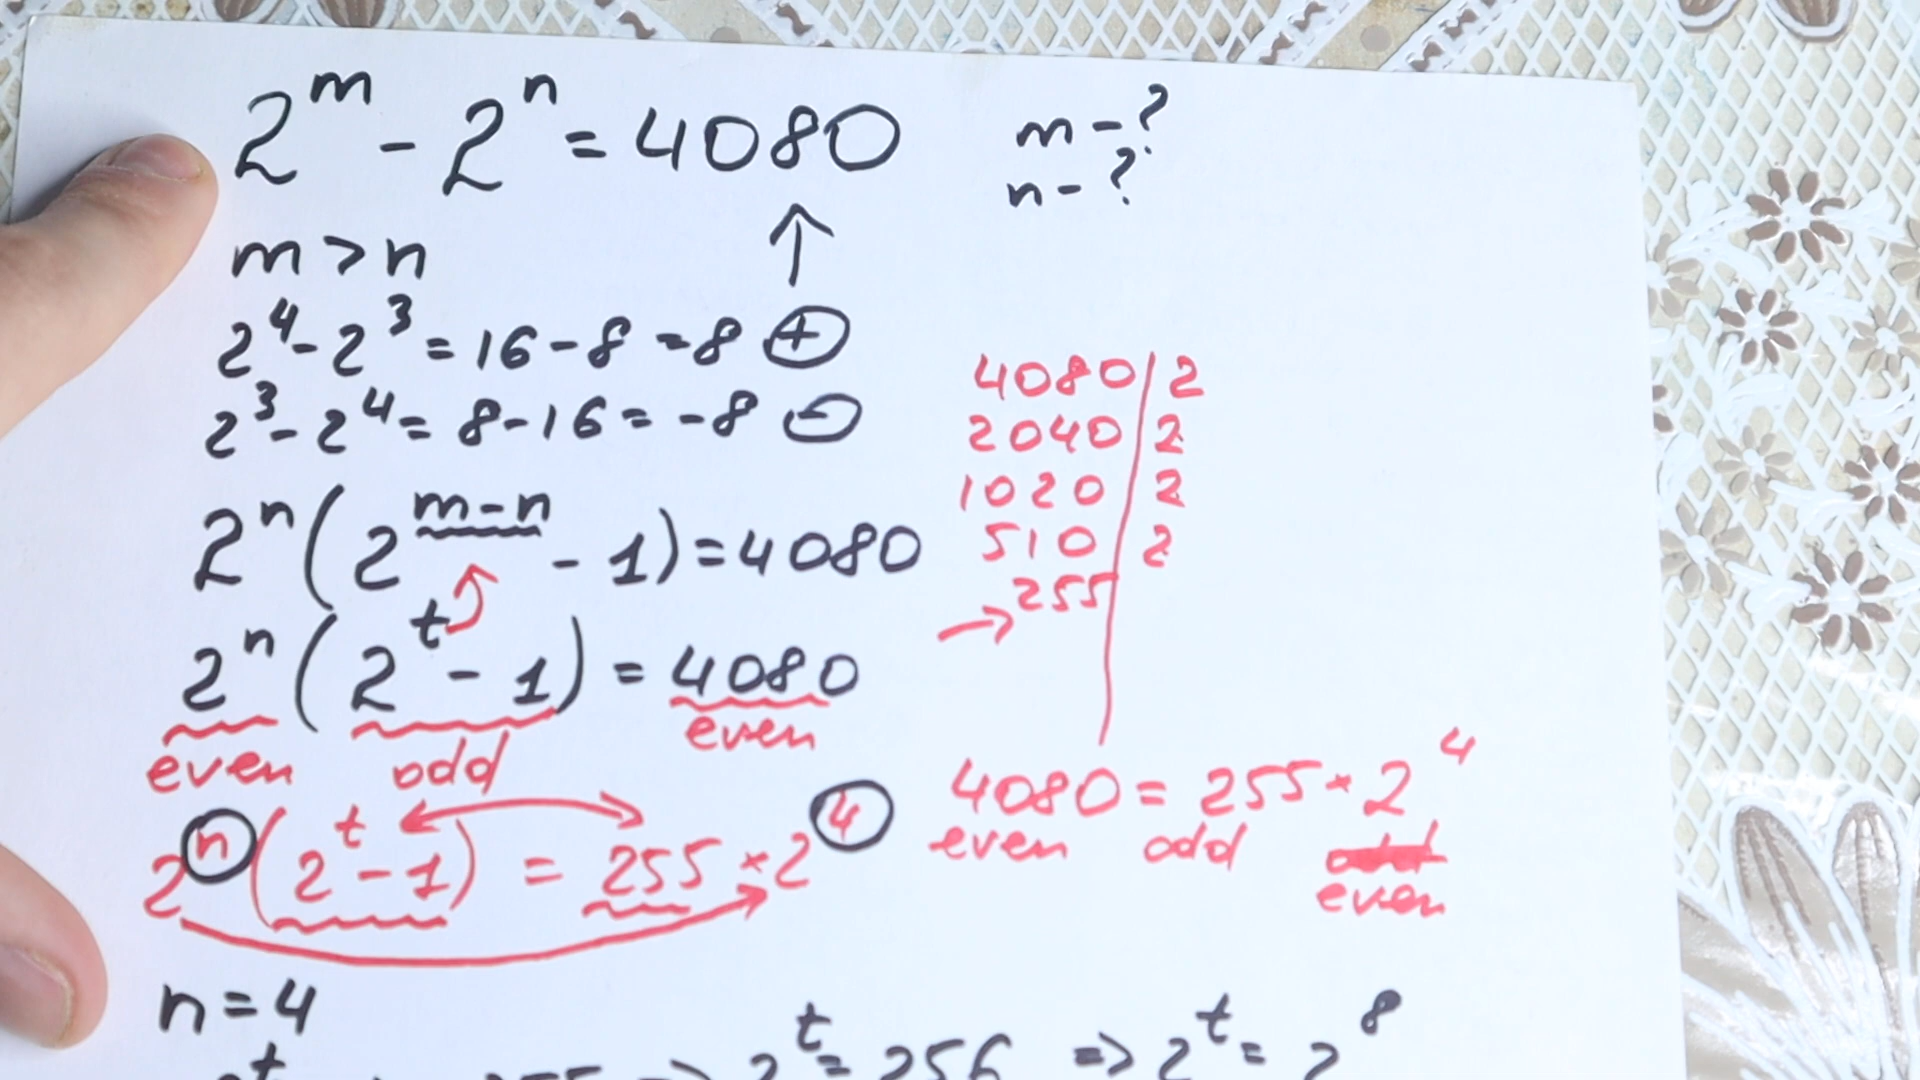 2^m - 2^n = 4080
m - ?
n - ?
m > n
2^4 - 2^3 = 16 - 8 = 8 ⊕
2^3 - 2^4 = 8 - 16 = -8 ⊖
2^n (2^(m-n) - 1) = 4080
2^n (2^t - 1) = 4080
even odd even
2^n (2^t - 1) = 255 * 2^4
n = 4
4080 | 2
2040 | 2
1020 | 2
510 | 2
→ 255
4080 = 255 * 2^4
even odd
even
2^t = 256 => 2^t = 2^8